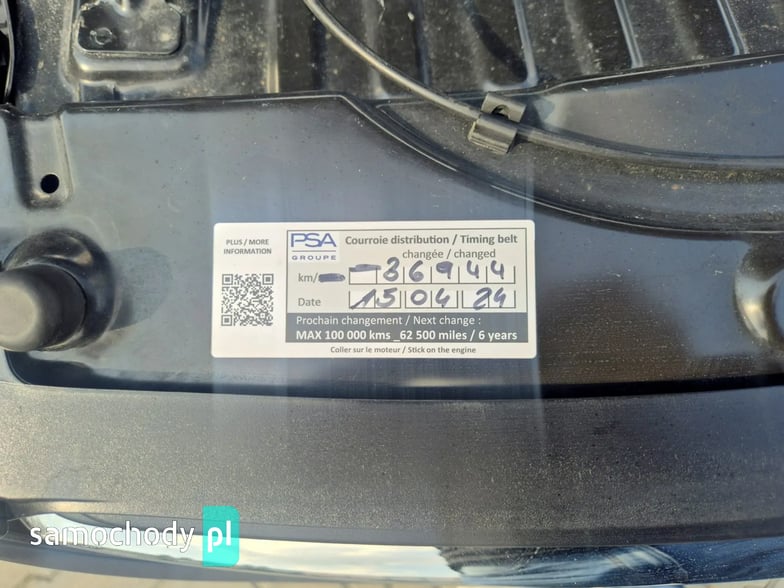 PLUS / MORE
INFORMATION
PSA
GROUPE
Courroie distribution / Timing belt
changée / changed
km/ - 36944
Date 15 04 24
Prochain changement / Next change :
MAX 100 000 kms _62 500 miles / 6 years
Coller sur le moteur / Stick on the engine
samochody pl